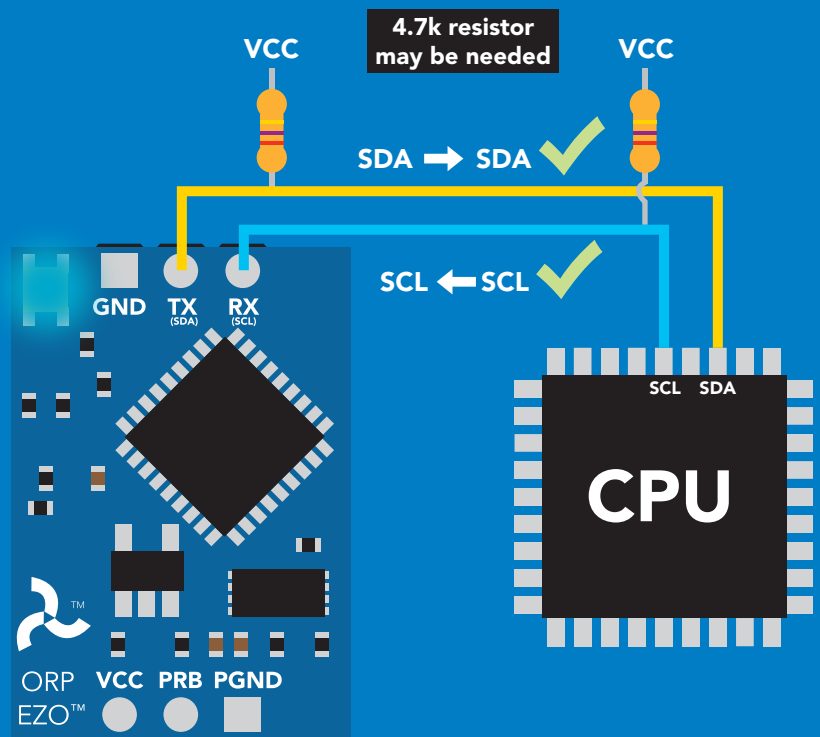 4.7k resistor
may be needed
VCC
VCC
SDA → SDA
SCL ← SCL
GND
TX
(SDA)
RX
(SCL)
SCL
SDA
CPU
TM
ORP
EZO™
VCC
PRB
PGND